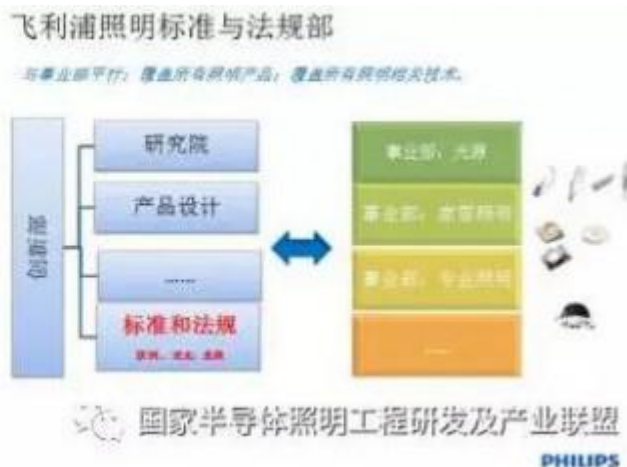 飞利浦照明标准与法规部
与事业部平行；覆盖所有照明产品；覆盖所有照明相关技术。
创新部
研究院
产品设计
……
标准和法规
事业部：光源
事业部：家居照明
事业部：专业照明
……
国家半导体照明工程研发及产业联盟
PHILIPS